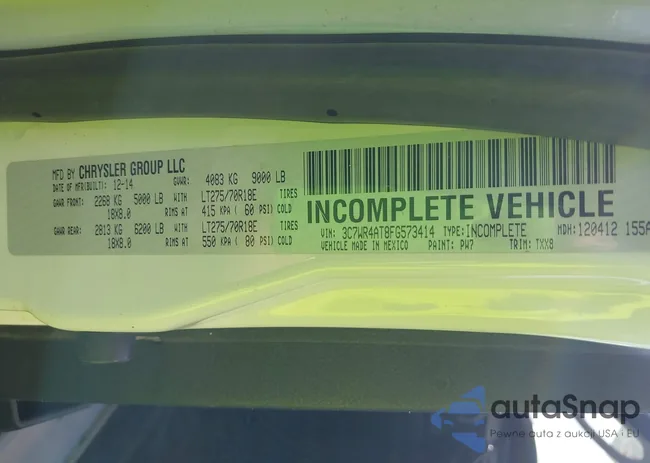 MFD BY CHRYSLER GROUP LLC
DATE OF MFR(BUILT): 12-14 GVWR: 4083 KG 9000 LB
GAWR FRONT: 2268 KG 5000 LB WITH LT275/70R18E TIRES
18X8.0 RIMS AT 415 KPA ( 60 PSI) COLD
GAWR REAR: 2813 KG 6200 LB WITH LT275/70R18E TIRES
18X8.0 RIMS AT 550 KPA ( 80 PSI) COLD
INCOMPLETE VEHICLE
VIN: 3C7WR4AT8FG573414 TYPE: INCOMPLETE MDH: 120412 155A
VEHICLE MADE IN MEXICO PAINT: PW7 TRIM: TXX8
autoSnap
Pewne auta z aukcji USA i EU